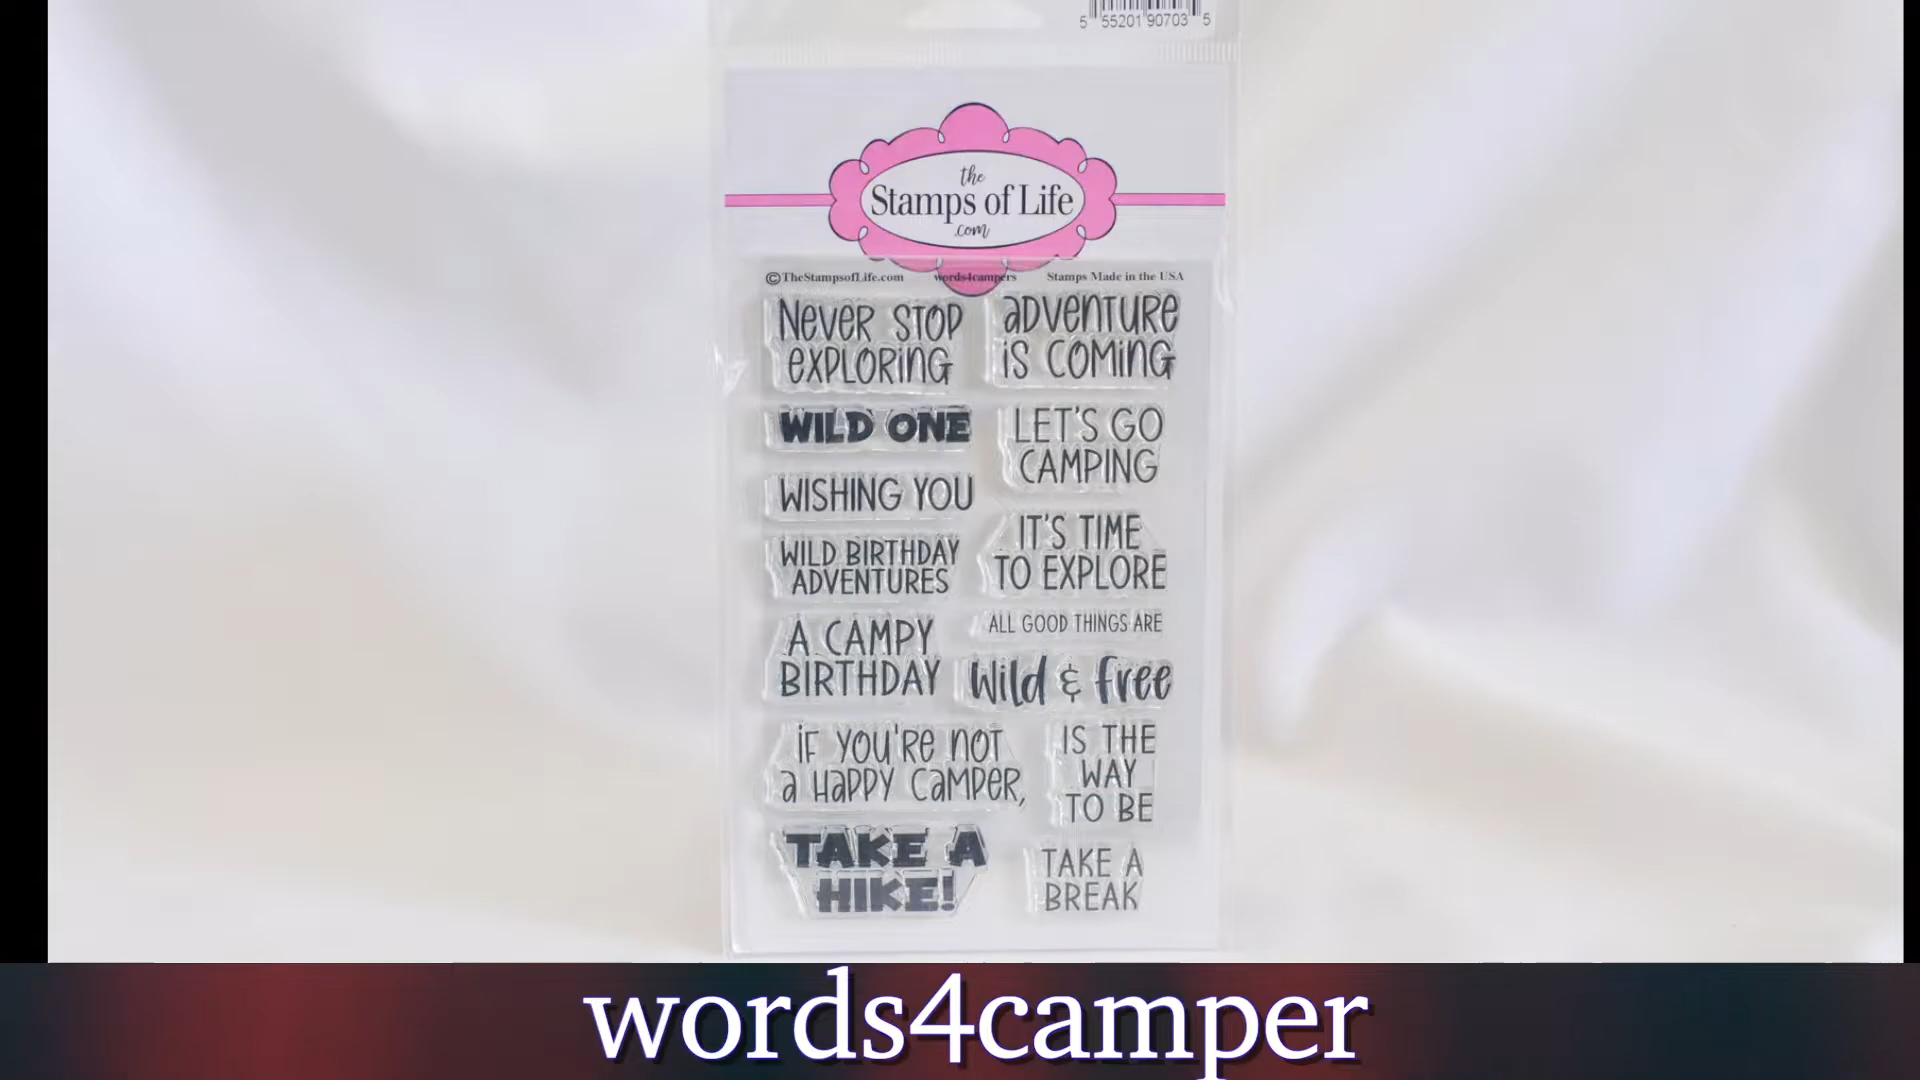 5 55201 90703 5
the
Stamps of Life
.com
©TheStampsofLife.com words4campers Stamps Made in the USA
Never Stop
exploring
adventure
is coming
WILD ONE
LET'S GO
CAMPING
WISHING YOU
IT'S TIME
TO EXPLORE
WILD BIRTHDAY
ADVENTURES
ALL GOOD THINGS ARE
A CAMPY
BIRTHDAY
Wild & free
if you're not
a Happy camper,
IS THE
WAY
TO BE
TAKE A
HIKE!
TAKE A
BREAK
words4camper